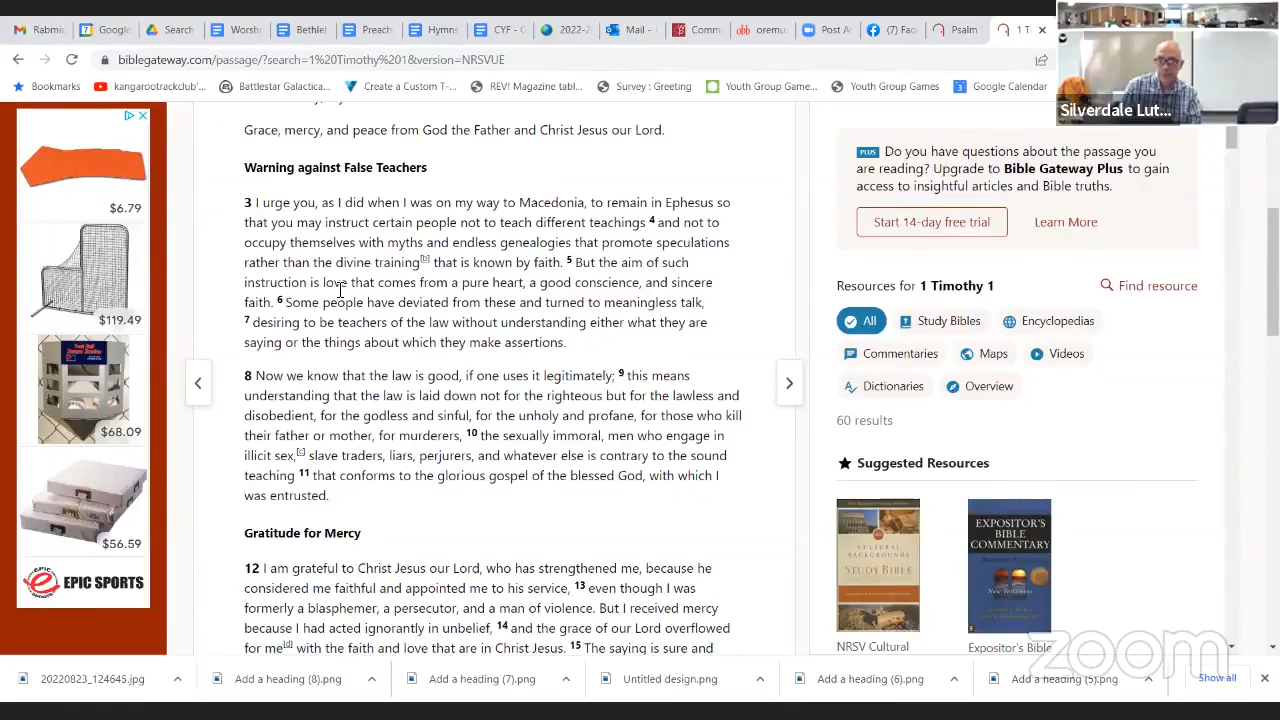 Rabmi
Google
Search
Worsh
Bethlel
Preach
Hymns
2022-2
Mail -
Commu
oremu
Post A
(7) Fac
Psalm
1 T
biblegateway.com/passage/?search=1%20Timothy%201&version=NRSVUE
Bookmarks
kangarootrackclub'...
Battlestar Galactica...
Create a Custom T-...
REV! Magazine tabl...
Survey : Greeting
Youth Group Game...
Youth Group Games
Google Calendar
Silverdale Lut...
Grace, mercy, and peace from God the Father and Christ Jesus our Lord.
Warning against False Teachers
3 I urge you, as I did when I was on my way to Macedonia, to remain in Ephesus so
that you may instruct certain people not to teach different teachings 4 and not to
occupy themselves with myths and endless genealogies that promote speculations
rather than the divine training[b] that is known by faith. 5 But the aim of such
instruction is love that comes from a pure heart, a good conscience, and sincere
faith. 6 Some people have deviated from these and turned to meaningless talk,
7 desiring to be teachers of the law without understanding either what they are
saying or the things about which they make assertions.
8 Now we know that the law is good, if one uses it legitimately; 9 this means
understanding that the law is laid down not for the righteous but for the lawless and
disobedient, for the godless and sinful, for the unholy and profane, for those who kill
their father or mother, for murderers, 10 the sexually immoral, men who engage in
illicit sex,[c] slave traders, liars, perjurers, and whatever else is contrary to the sound
teaching 11 that conforms to the glorious gospel of the blessed God, with which I
was entrusted.
Gratitude for Mercy
12 I am grateful to Christ Jesus our Lord, who has strengthened me, because he
considered me faithful and appointed me to his service, 13 even though I was
formerly a blasphemer, a persecutor, and a man of violence. But I received mercy
because I had acted ignorantly in unbelief, 14 and the grace of our Lord overflowed
for me[d] with the faith and love that are in Christ Jesus. 15 The saying is sure and
$6.79
$119.49
$68.09
$56.59
EPIC SPORTS
PLUS Do you have questions about the passage you
are reading? Upgrade to Bible Gateway Plus to gain
access to insightful articles and Bible truths.
Start 14-day free trial
Learn More
Resources for 1 Timothy 1
Find resource
All
Study Bibles
Encyclopedias
Commentaries
Maps
Videos
Dictionaries
Overview
60 results
Suggested Resources
CULTURAL
BACKGROUNDS
STUDY BIBLE
EXPOSITOR'S
BIBLE
COMMENTARY
NRSV Cultural
Expositor's Bible
zoom
20220823_124645.jpg
Add a heading (8).png
Add a heading (7).png
Untitled design.png
Add a heading (6).png
Add a heading (5).png
Show all